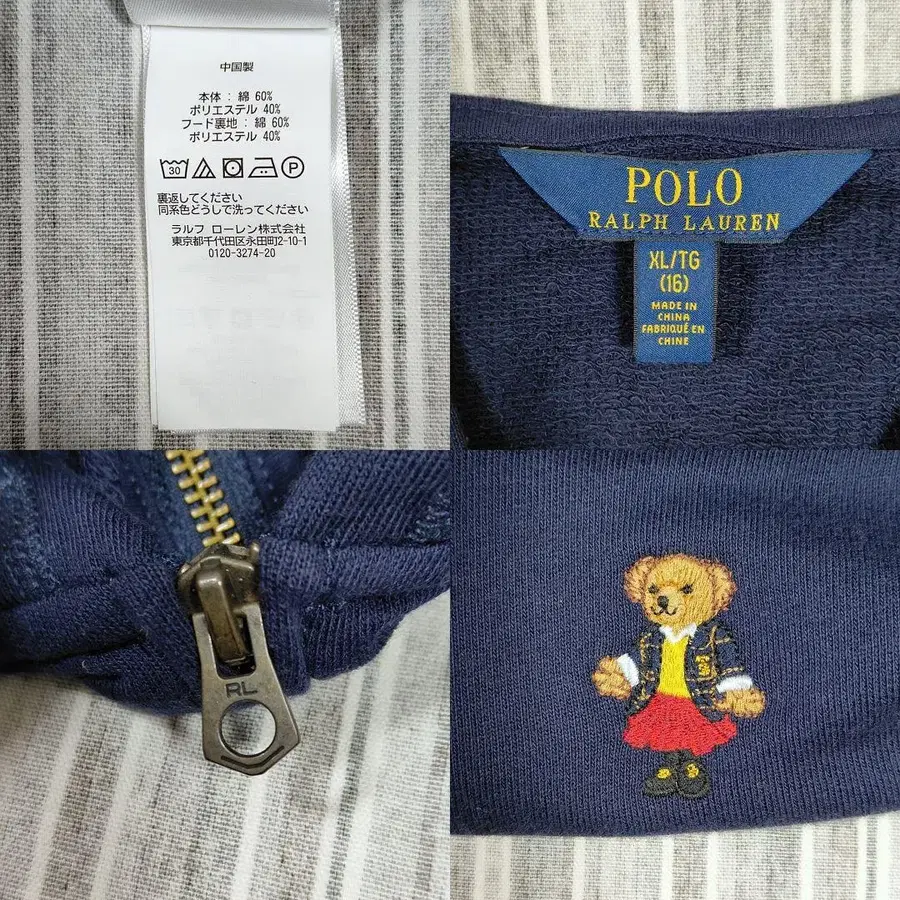 中国製
本体 : 綿 60%
ポリエステル 40%
フード裏地 : 綿 60%
ポリエステル 40%
30
P
裏返してください
同系色どうしで洗ってください
ラルフ ローレン株式会社
東京都千代田区永田町2-10-1
0120-3274-20
POLO
RALPH LAUREN
XL/TG
(16)
MADE IN
CHINA
FABRIQUÉ EN
CHINE
RL